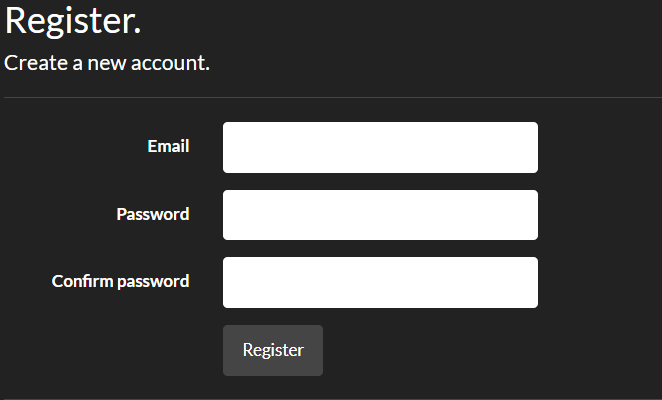 Register.
Create a new account.
Email
Password
Confirm password
Register